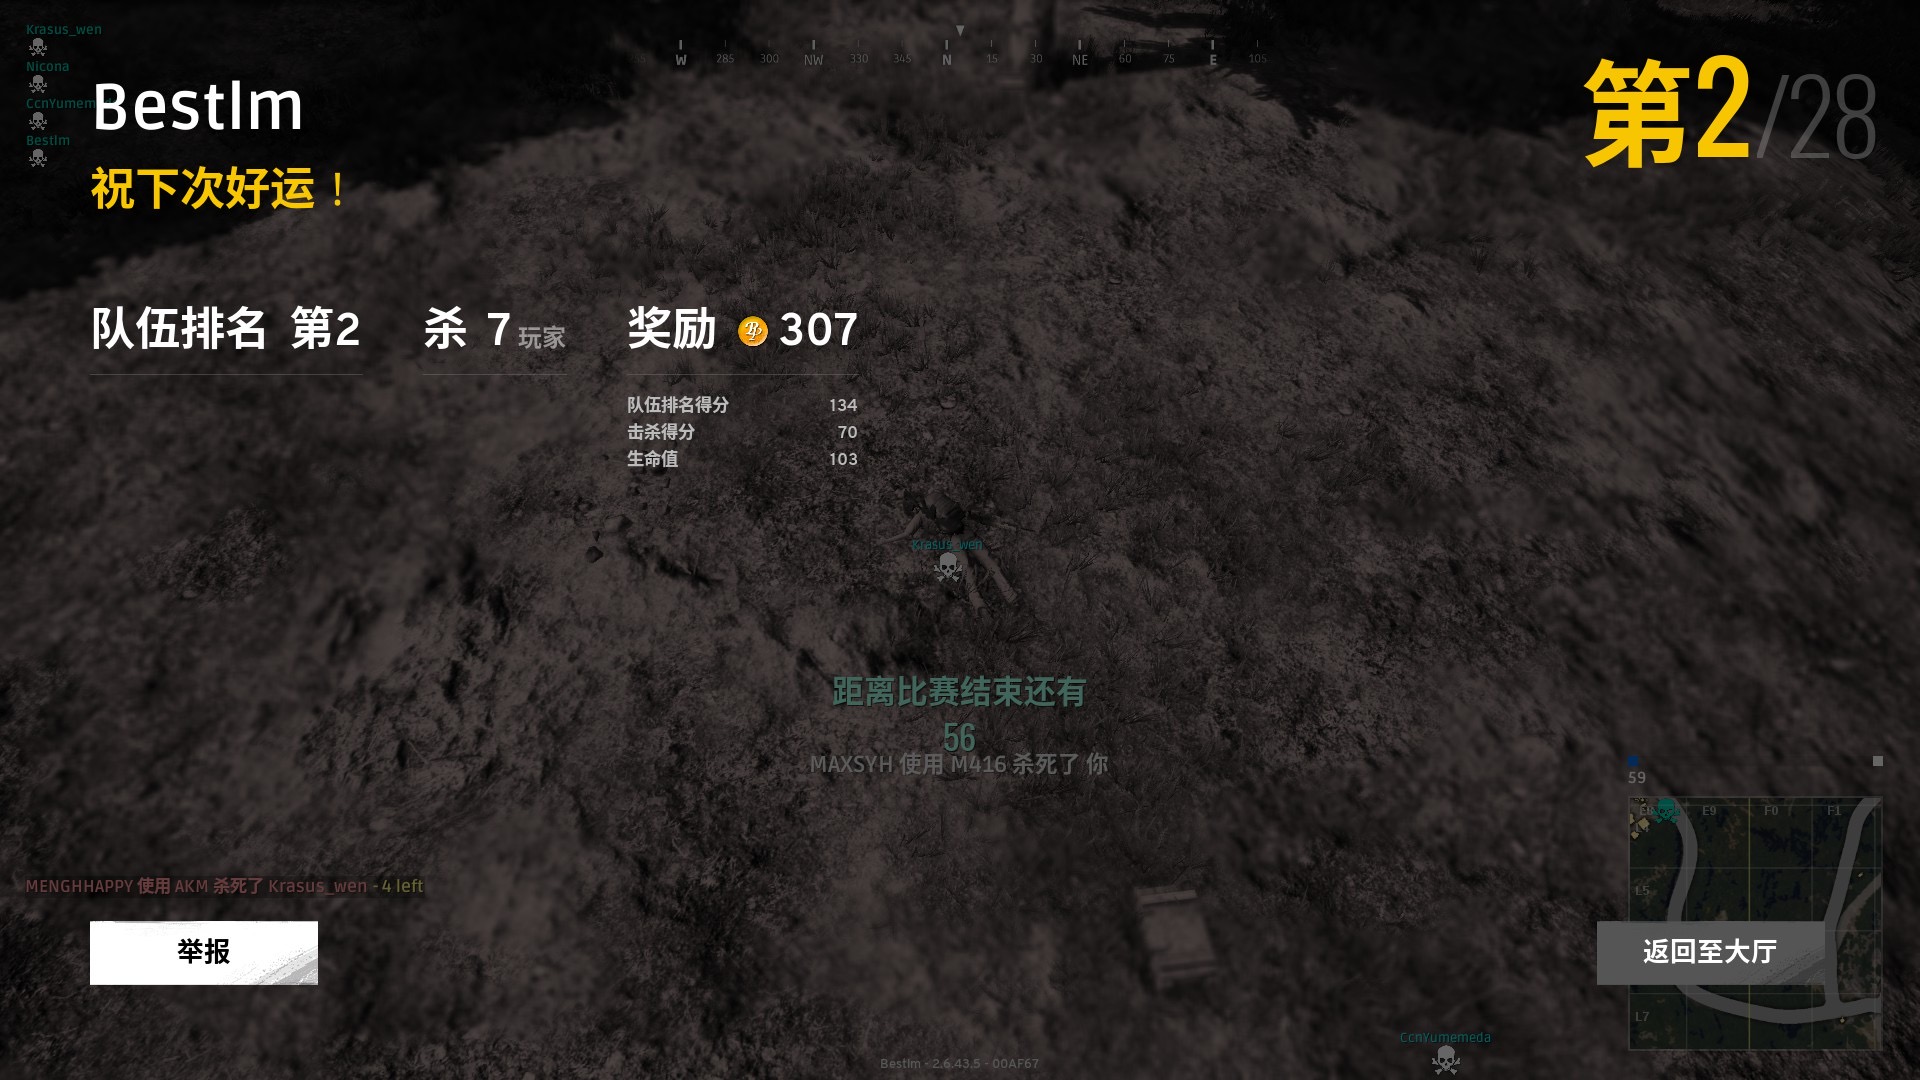 Krasus_wen
Nicona
CcnYumem
Bestlm
Bestlm
祝下次好运！
W 285 300 NW 330 345 N 15 30 NE 60 75 E 105
第2/28
队伍排名 第2 杀 7 玩家 奖励 307
队伍排名得分 134
击杀得分 70
生命值 103
Krasus_wen
距离比赛结束还有
56
MAXSYH 使用 M416 杀死了 你
59
E9 F0 F1
L5
L7
MENGHHAPPY 使用 AKM 杀死了 Krasus_wen - 4 left
举报
返回至大厅
CcnYumemeda
Bestlm - 2.6.43.5 - 00AF67